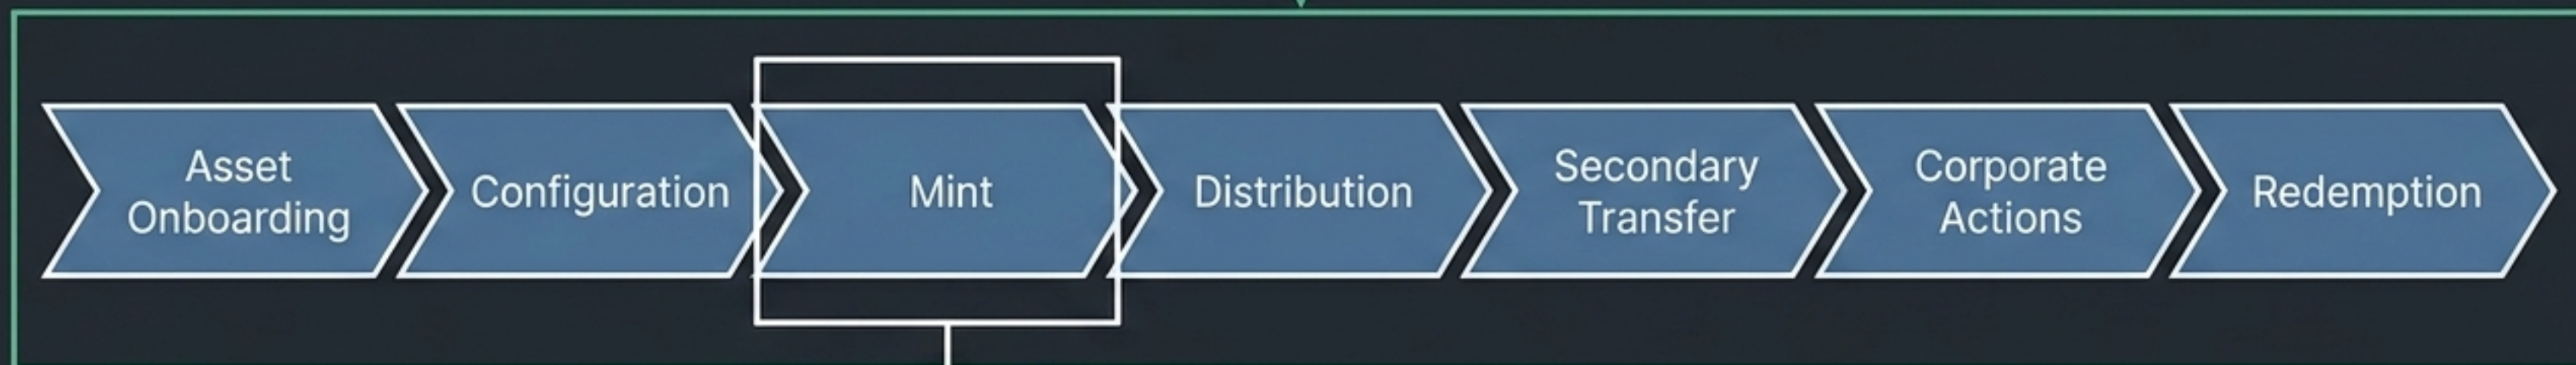 Asset
Onboarding
Configuration
Mint
Distribution
Secondary
Transfer
Corporate
Actions
Redemption